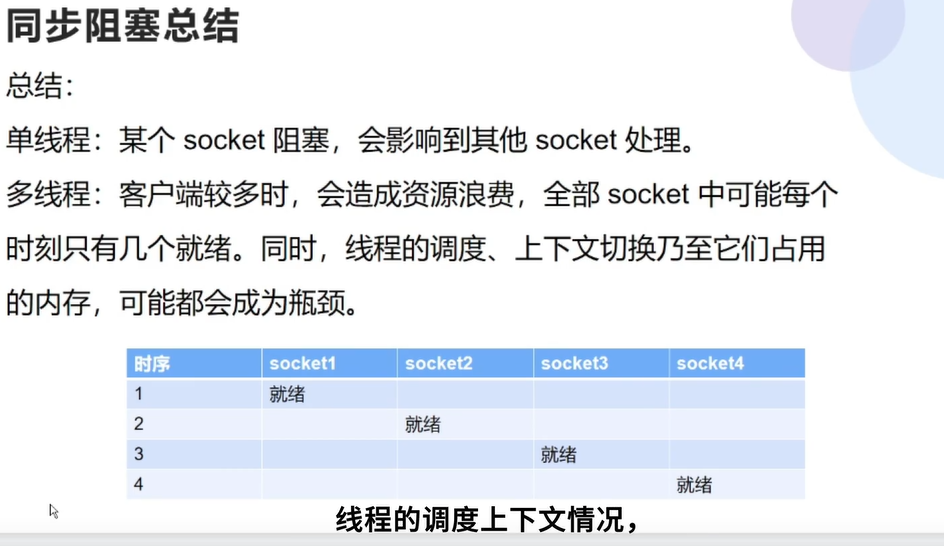 同步阻塞总结
总结：
单线程：某个 socket 阻塞，会影响到其他 socket 处理。
多线程：客户端较多时，会造成资源浪费，全部 socket 中可能每个
时刻只有几个就绪。同时，线程的调度、上下文切换乃至它们占用
的内存，可能都会成为瓶颈。
时序 socket1 socket2 socket3 socket4
1 就绪
2 就绪
3 就绪
4 就绪
线程的调度上下文情况，